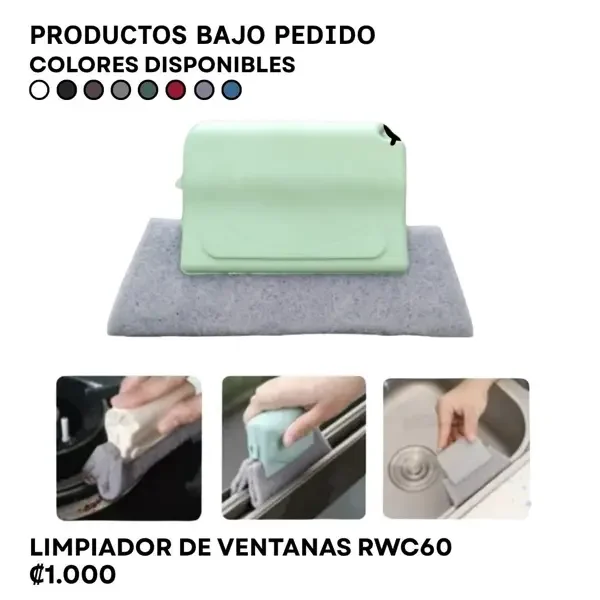 PRODUCTOS BAJO PEDIDO
COLORES DISPONIBLES
LIMPIADOR DE VENTANAS RWC60
₡1.000